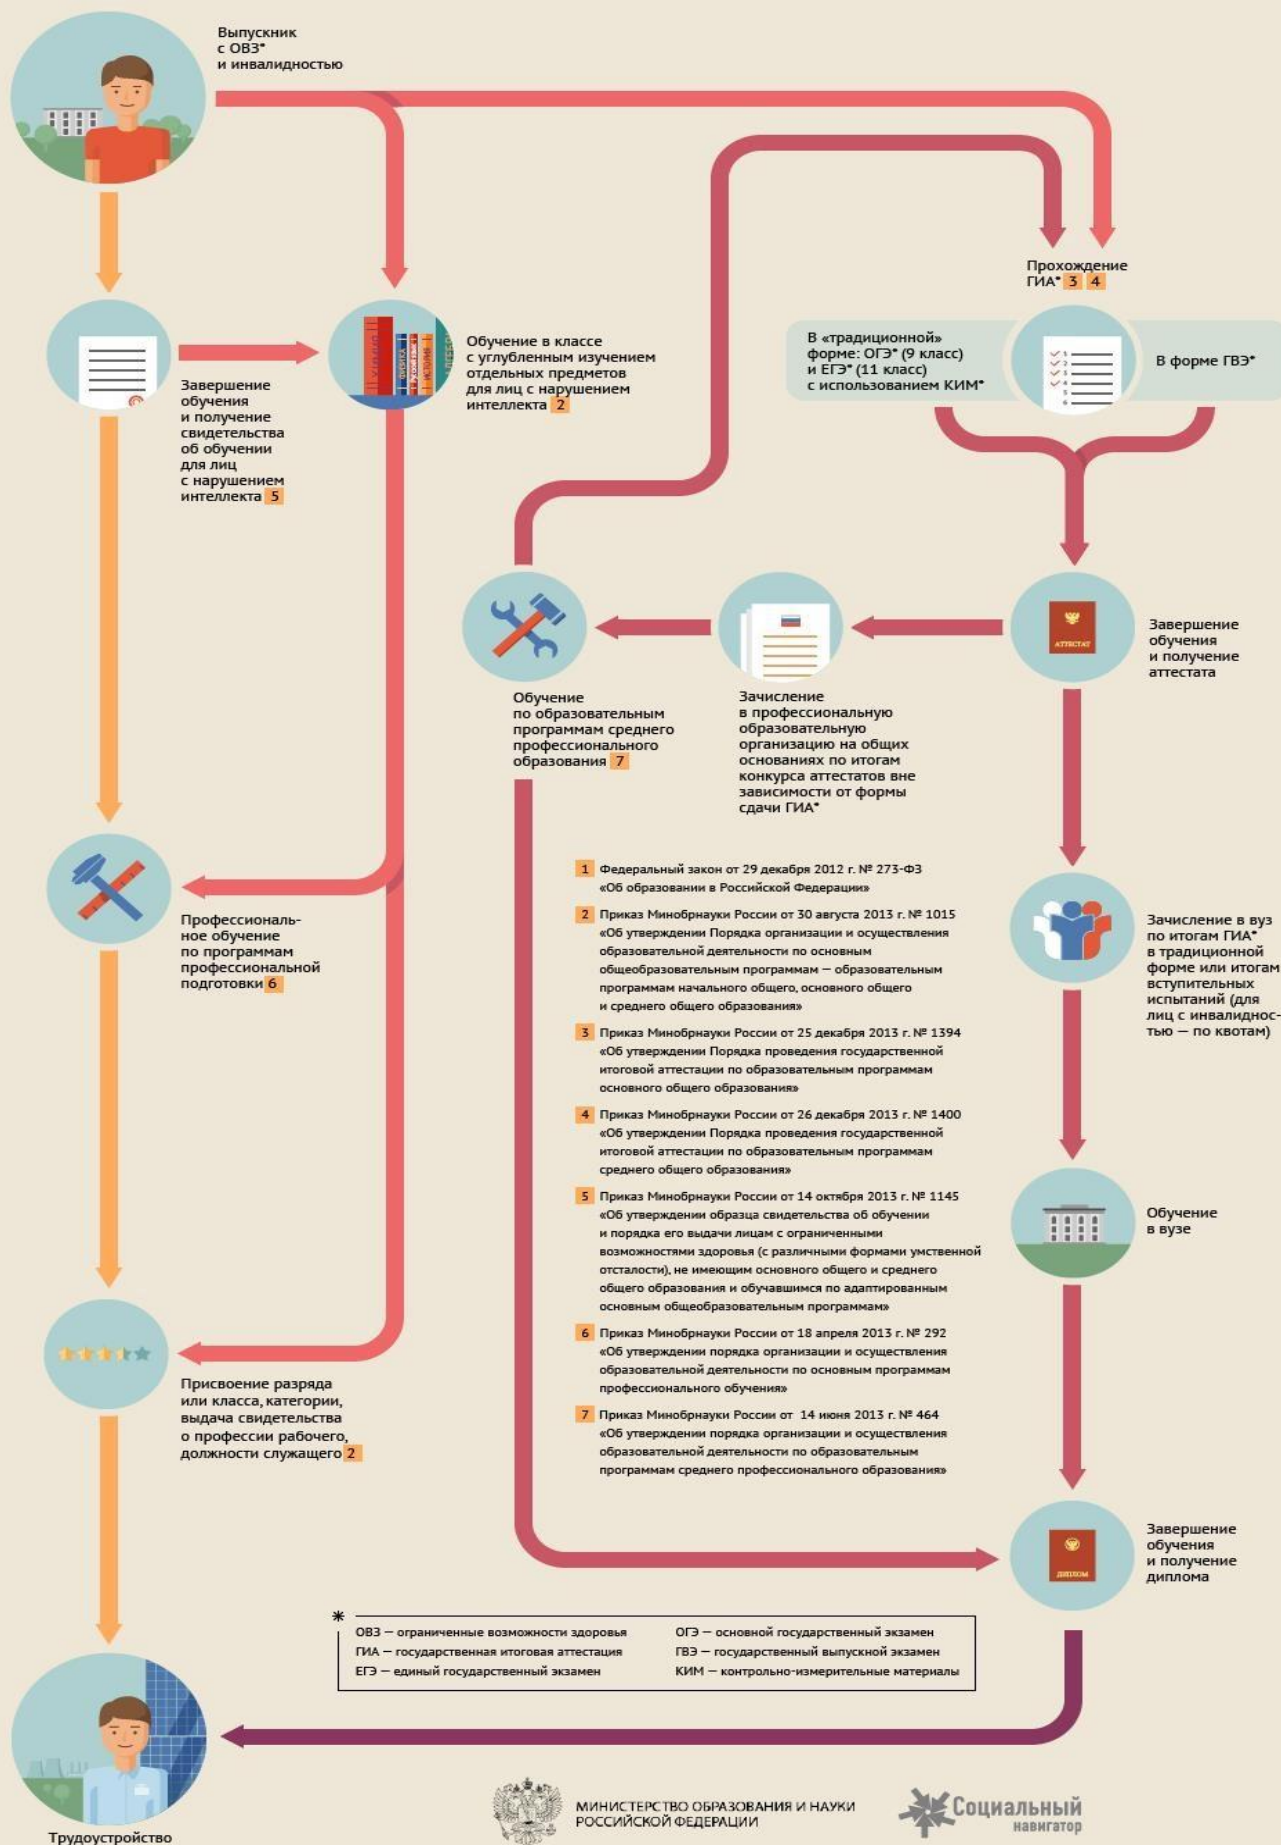 Выпускник
с ОВЗ*
и инвалидностью
Прохождение
ГИА* 3 4
В «традиционной»
форме: ОГЭ* (9 класс)
и ЕГЭ* (11 класс)
с использованием КИМ*
В форме ГВЭ*
ХИМИЯ
ФИЗИКА
Русский язык
ИСТОРИЯ
АЛГЕБРА
Обучение в классе
с углубленным изучением
отдельных предметов
для лиц с нарушением
интеллекта 2
Завершение
обучения
и получение
свидетельства
об обучении
для лиц
с нарушением
интеллекта 5
АТТЕСТАТ
Завершение
обучения
и получение
аттестата
Обучение
по образовательным
программам среднего
профессионального
образования 7
Зачисление
в профессиональную
образовательную
организацию на общих
основаниях по итогам
конкурса аттестатов вне
зависимости от формы
сдачи ГИА*
Профессиональ-
ное обучение
по программам
профессиональной
подготовки 6
1 Федеральный закон от 29 декабря 2012 г. № 273-ФЗ
«Об образовании в Российской Федерации»
2 Приказ Минобрнауки России от 30 августа 2013 г. № 1015
«Об утверждении Порядка организации и осуществления
образовательной деятельности по основным
общеобразовательным программам — образовательным
программам начального общего, основного общего
и среднего общего образования»
3 Приказ Минобрнауки России от 25 декабря 2013 г. № 1394
«Об утверждении Порядка проведения государственной
итоговой аттестации по образовательным программам
основного общего образования»
4 Приказ Минобрнауки России от 26 декабря 2013 г. № 1400
«Об утверждении Порядка проведения государственной
итоговой аттестации по образовательным программам
среднего общего образования»
5 Приказ Минобрнауки России от 14 октября 2013 г. № 1145
«Об утверждении образца свидетельства об обучении
и порядка его выдачи лицам с ограниченными
возможностями здоровья (с различными формами умственной
отсталости), не имеющим основного общего и среднего
общего образования и обучавшимся по адаптированным
основным общеобразовательным программам»
6 Приказ Минобрнауки России от 18 апреля 2013 г. № 292
«Об утверждении порядка организации и осуществления
образовательной деятельности по основным программам
профессионального обучения»
7 Приказ Минобрнауки России от 14 июня 2013 г. № 464
«Об утверждении порядка организации и осуществления
образовательной деятельности по образовательным
программам среднего профессионального образования»
Зачисление в вуз
по итогам ГИА*
в традиционной
форме или итогам
вступительных
испытаний (для
лиц с инвалиднос-
тью — по квотам)
Обучение
в вузе
Присвоение разряда
или класса, категории,
выдача свидетельства
о профессии рабочего,
должности служащего 2
ДИПЛОМ
Завершение
обучения
и получение
диплома
*
ОВЗ — ограниченные возможности здоровья
ГИА — государственная итоговая аттестация
ЕГЭ — единый государственный экзамен
ОГЭ — основной государственный экзамен
ГВЭ — государственный выпускной экзамен
КИМ — контрольно-измерительные материалы
Трудоустройство
МИНИСТЕРСТВО ОБРАЗОВАНИЯ И НАУКИ
РОССИЙСКОЙ ФЕДЕРАЦИИ
Социальный
навигатор